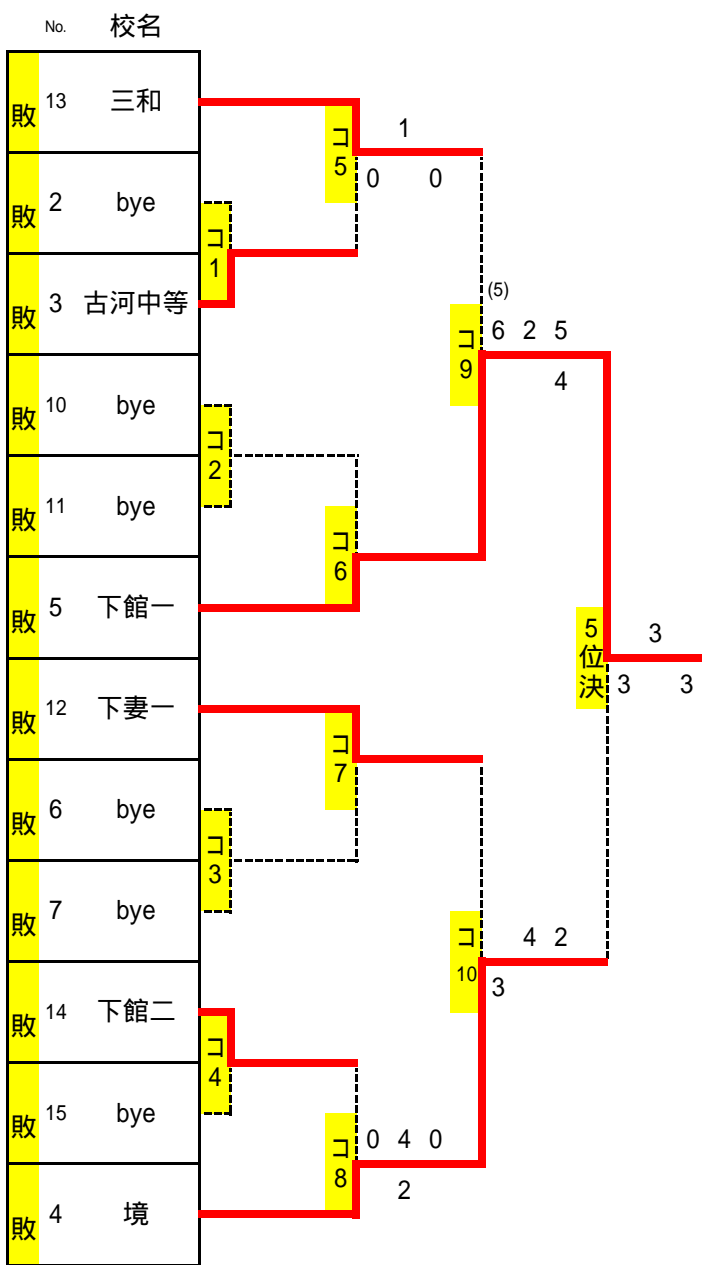 No. 校名
敗 13 三和
敗 2 bye
敗 3 古河中等
敗 10 bye
敗 11 bye
敗 5 下館一
敗 12 下妻一
敗 6 bye
敗 7 bye
敗 14 下館二
敗 15 bye
敗 4 境
コ1
コ2
コ3
コ4
コ5
1
0 0
コ6
コ7
コ8
0 4 0
2
コ9
(5)
6 2 5
4
コ10
4 2
3
5位決
3
3 3